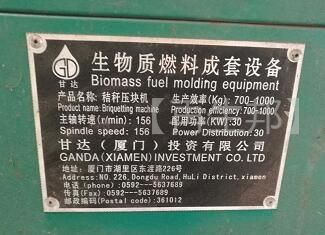 GD
甘达
生物质燃料成套设备
Biomass fuel molding equipment
产品名称: 秸秆压块机 生产效率(Kg): 700-1000
Product name: Briquetting machine Production efficiency(Kg): 700-1000
主轴转速(r/min): 156 配用功率(KW): 30
Spindle speed: 156 Power Distribution: 30
甘达(厦门)投资有限公司
GANDA(XIAMEN)INVESTMENT CO.LTD
地址: 厦门市湖里区东渡路226号
Address: NO.226, Dongdu Road, HuLi District, xiamen
电话(Phone): 0592---5637689
传真(Fax): 0592---5637689
邮政编码(Postal code): 361012